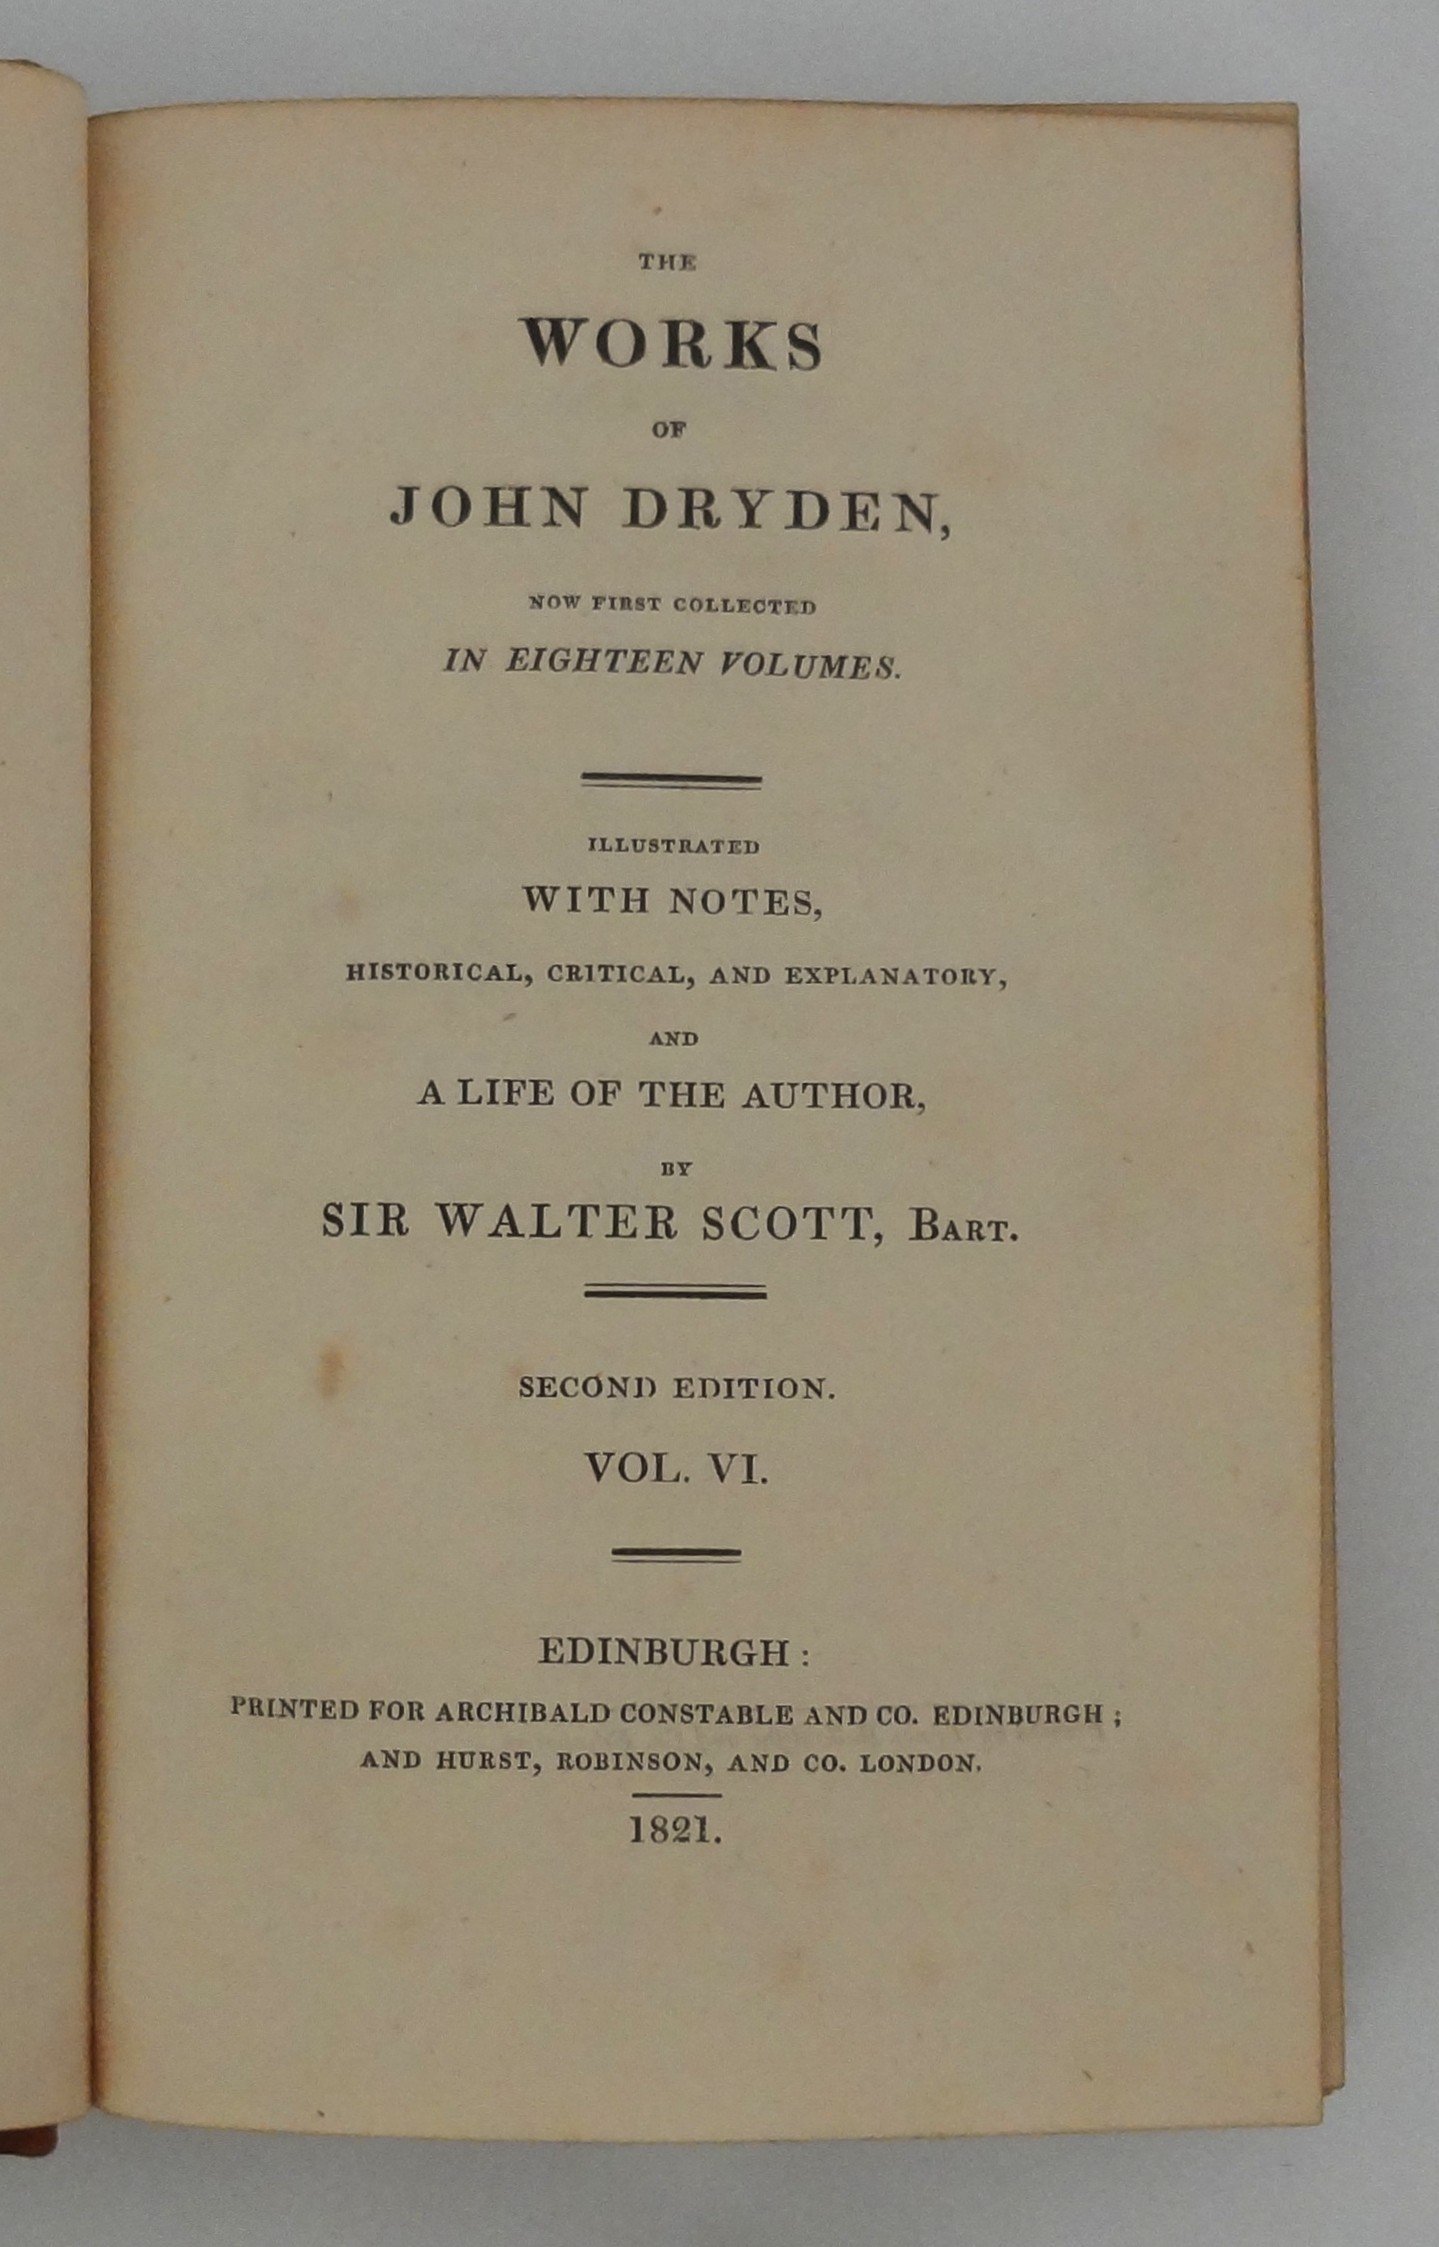 THE
WORKS
OF
JOHN DRYDEN,
NOW FIRST COLLECTED
IN EIGHTEEN VOLUMES.
ILLUSTRATED
WITH NOTES,
HISTORICAL, CRITICAL, AND EXPLANATORY,
AND
A LIFE OF THE AUTHOR,
BY
SIR WALTER SCOTT, BART.
SECOND EDITION.
VOL. VI.
EDINBURGH:
PRINTED FOR ARCHIBALD CONSTABLE AND CO. EDINBURGH;
AND HURST, ROBINSON, AND CO. LONDON.
1821.